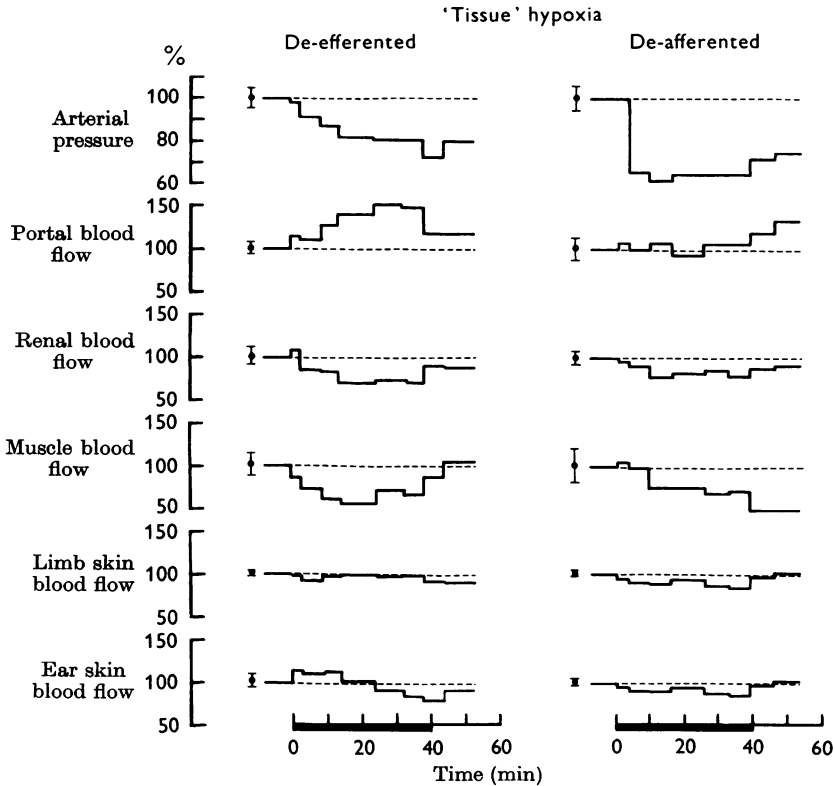 'Tissue' hypoxia
De-efferented
De-afferented
%
Arterial
pressure
100
80
60
Portal blood
flow
150
100
50
Renal blood
flow
150
100
50
Muscle blood
flow
150
100
50
Limb skin
blood flow
150
100
50
Ear skin
blood flow
150
100
50
0 20 40 60
0 20 40 60
Time (min)